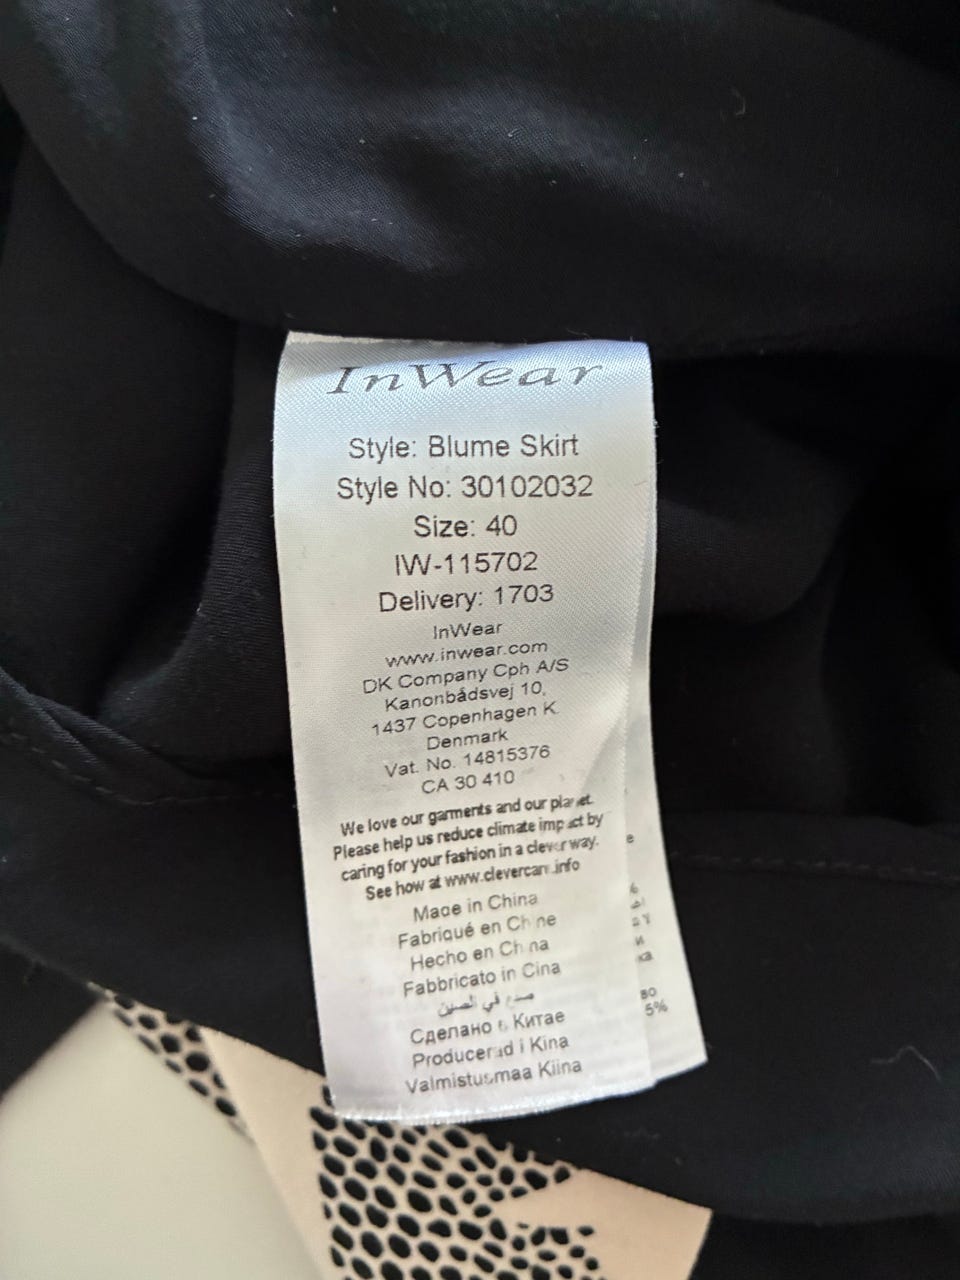 InWear
Style: Blume Skirt
Style No: 30102032
Size: 40
IW-115702
Delivery: 1703
InWear
www.inwear.com
DK Company Cph A/S
Kanonbådsvej 10,
1437 Copenhagen K.
Denmark
Vat. No. 14815376
CA 30 410
We love our garments and our planet.
Please help us reduce climate impact by
caring for your fashion in a clever way.
See how at www.clevercare.info
Made in China
Fabriqué en Chine
Hecho en China
Fabbricato in Cina
صنع في الصين
Сделано в Китае
Producerad i Kina
Valmistusmaa Kiina
5%